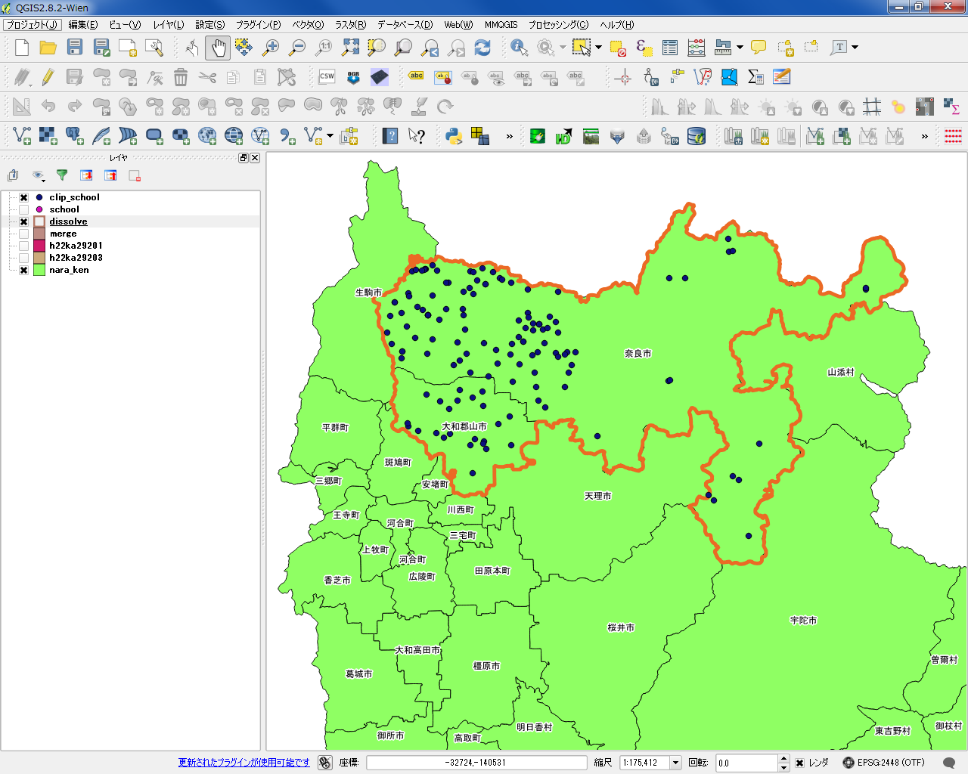 QGIS2.8.2-Wien
プロジェクト(J) 編集(E) ビュー(V) レイヤ(L) 設定(S) プラグイン(P) ベクタ(O) ラスタ(R) データベース(D) Web(W) MMQGIS プロセッシング(C) ヘルプ(H)
レイヤ
clip_school
school
dissolve
merge
h22ka29201
h22ka29203
nara_ken
生駒市
奈良市
山添村
平群町
大和郡山市
斑鳩町
三郷町
安堵町
天理市
王寺町
河合町
川西町
三宅町
上牧町
河合町
香芝市
広陵町
田原本町
桜井市
宇陀市
大和高田市
葛城市
橿原市
曽爾村
御所市
高取町
明日香村
東吉野村
御杖村
更新されたプラグインが使用可能です 座標: -32724,-140531 縮尺 1:175,412 回転: 0.0 レンダ EPSG:2448 (OTF)